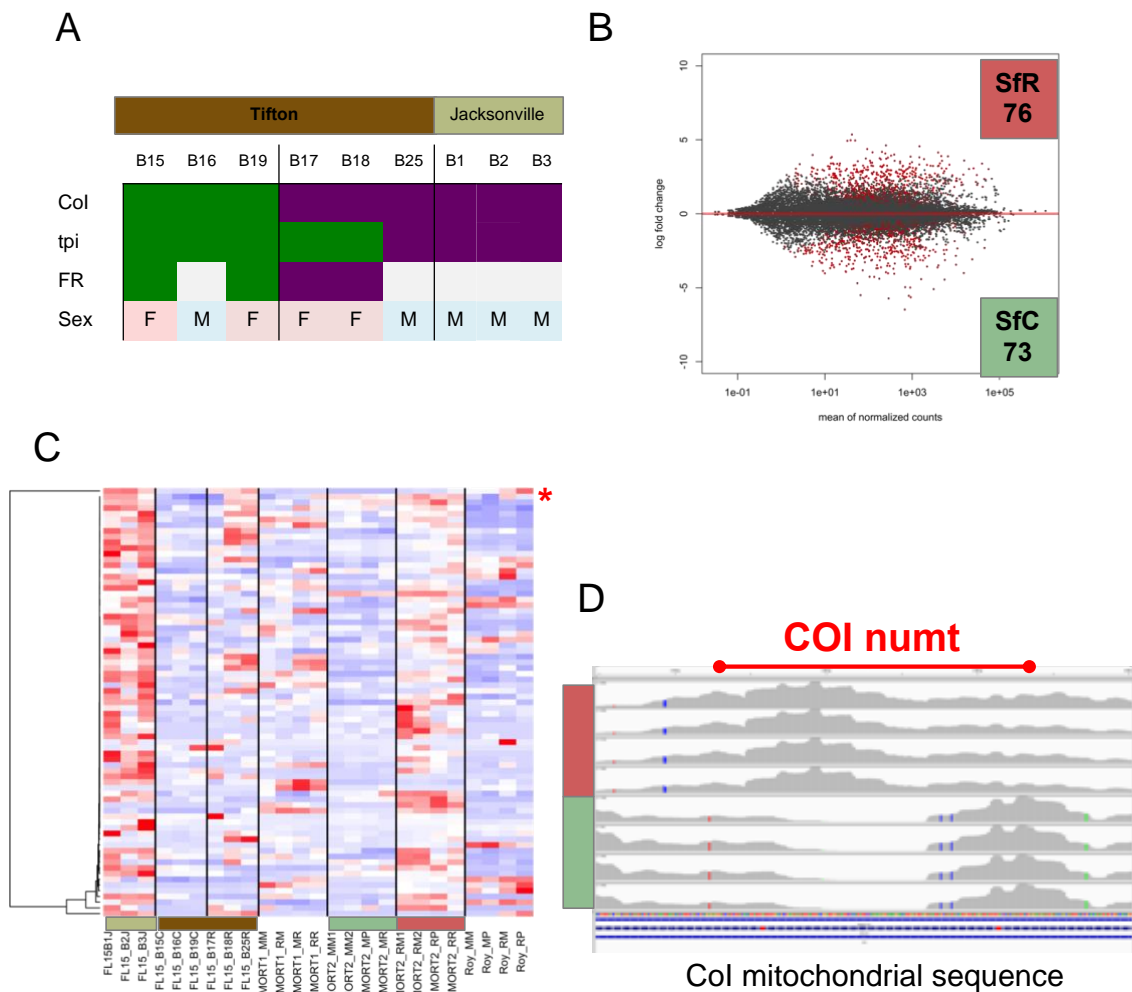 A
Tifton Jacksonville
B15 B16 B19 B17 B18 B25 B1 B2 B3
CoI
tpi
FR
Sex F M F F F M M M M
B
SfR
76
SfC
73
10
5
0
-5
-10
log fold change
1e-01 1e+01 1e+03 1e+05
mean of normalized counts
C
*
FL15B1J
FL15_B2J
FL15_B3J
FL15_B15C
FL15_B16C
FL15_B19C
FL15_B17R
FL15_B18R
FL15_B25R
MORT1_MM
MORT1_RM
MORT1_MR
MORT1_RR
MORT2_MM1
MORT2_MM2
MORT2_MP
MORT2_MR
MORT2_RM1
MORT2_RM2
MORT2_RP
MORT2_RR
Roy_MM
Roy_MP
Roy_RM
Roy_RP
D
COI numt
CoI mitochondrial sequence